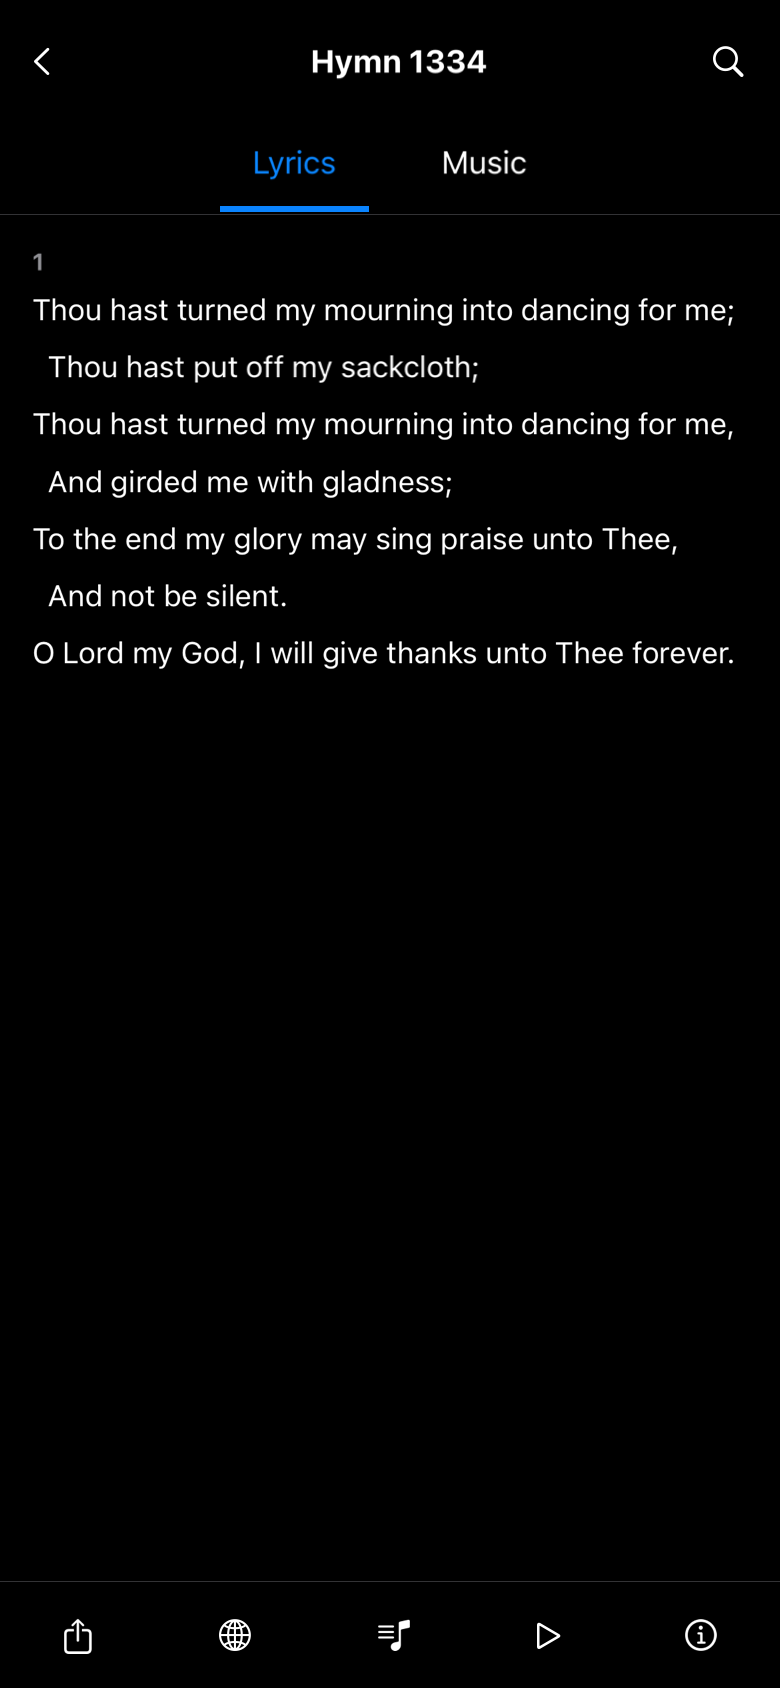 Hymn 1334
Lyrics Music
1
Thou hast turned my mourning into dancing for me;
Thou hast put off my sackcloth;
Thou hast turned my mourning into dancing for me,
And girded me with gladness;
To the end my glory may sing praise unto Thee,
And not be silent.
O Lord my God, I will give thanks unto Thee forever.